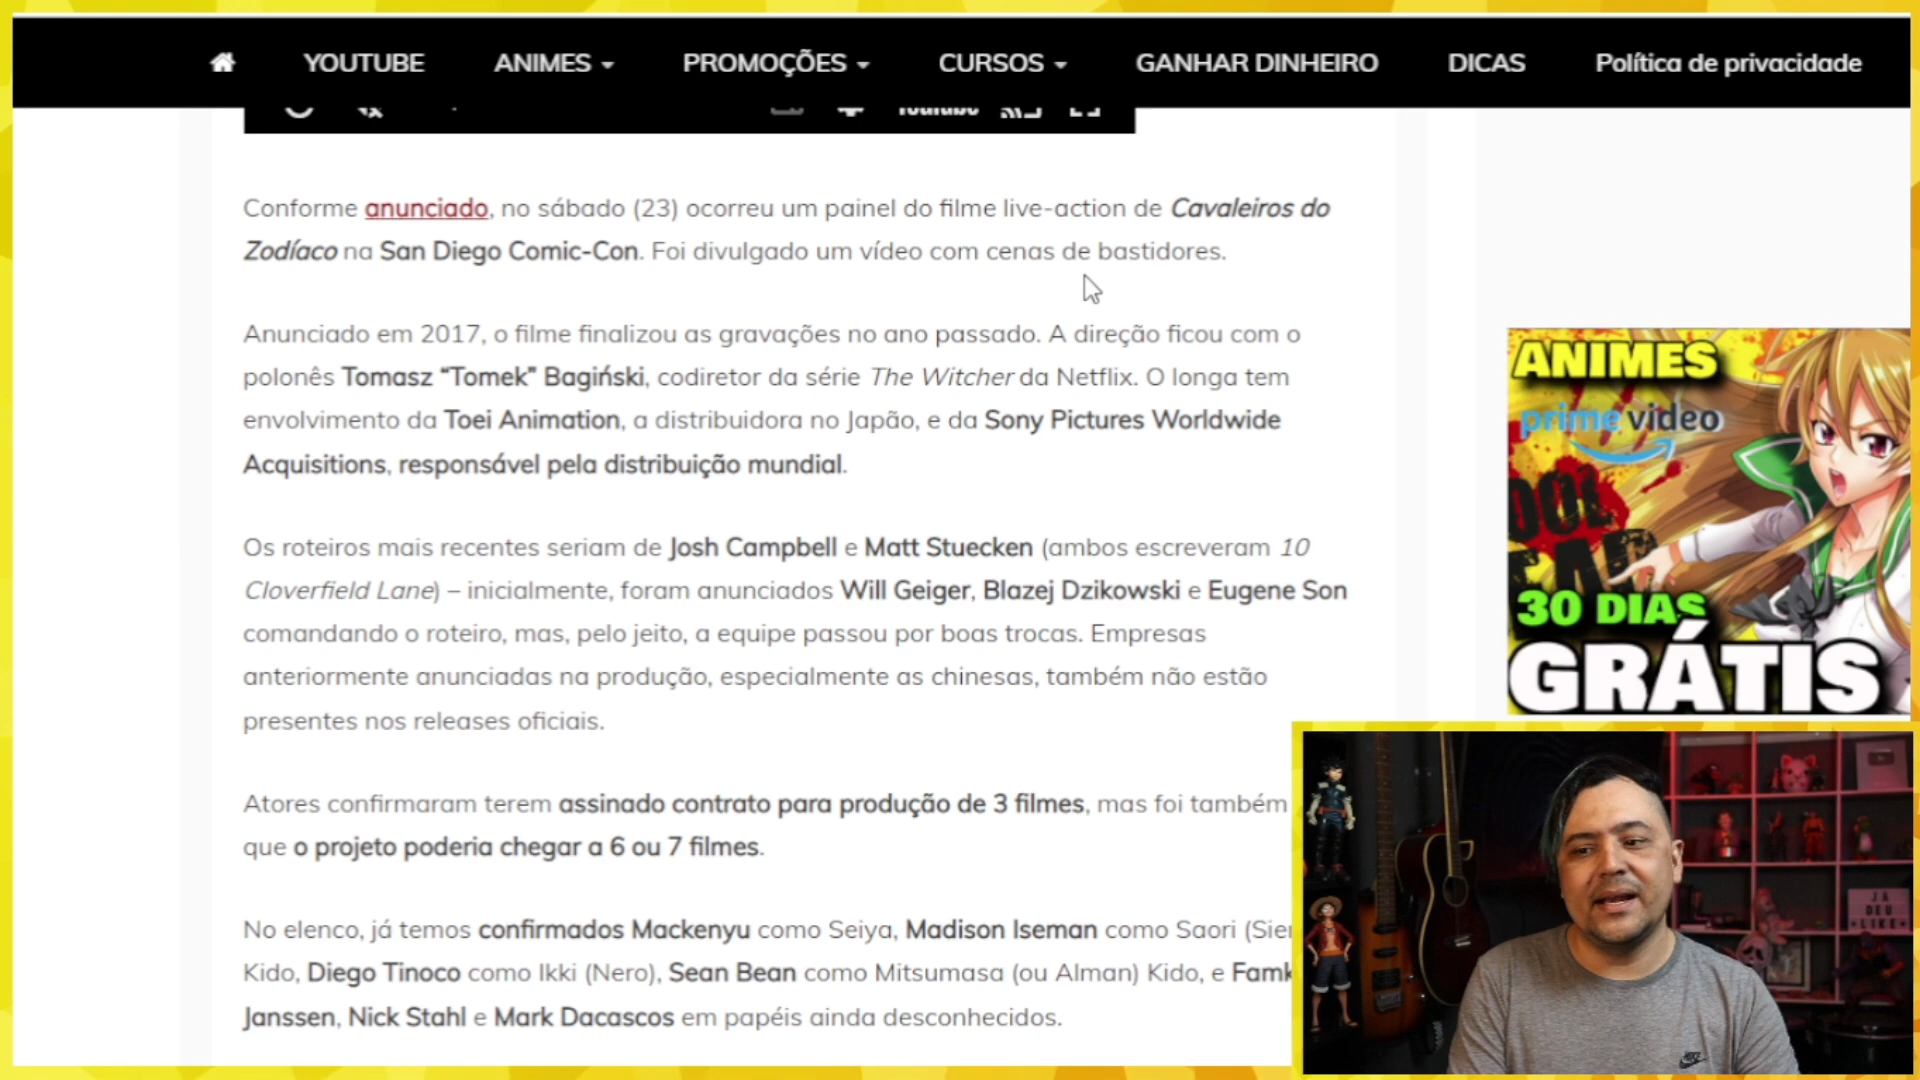 YOUTUBE ANIMES PROMOÇÕES CURSOS GANHAR DINHEIRO DICAS Política de privacidade
YouTube
Conforme anunciado, no sábado (23) ocorreu um painel do filme live-action de Cavaleiros do
Zodíaco na San Diego Comic-Con. Foi divulgado um vídeo com cenas de bastidores.
Anunciado em 2017, o filme finalizou as gravações no ano passado. A direção ficou com o
polonês Tomasz “Tomek” Bagiński, codiretor da série The Witcher da Netflix. O longa tem
envolvimento da Toei Animation, a distribuidora no Japão, e da Sony Pictures Worldwide
Acquisitions, responsável pela distribuição mundial.
Os roteiros mais recentes seriam de Josh Campbell e Matt Stuecken (ambos escreveram 10
Cloverfield Lane) – inicialmente, foram anunciados Will Geiger, Blazej Dzikowski e Eugene Son
comandando o roteiro, mas, pelo jeito, a equipe passou por boas trocas. Empresas
anteriormente anunciadas na produção, especialmente as chinesas, também não estão
presentes nos releases oficiais.
Atores confirmaram terem assinado contrato para produção de 3 filmes, mas foi também
que o projeto poderia chegar a 6 ou 7 filmes.
No elenco, já temos confirmados Mackenyu como Seiya, Madison Iseman como Saori (Sie
Kido, Diego Tinoco como Ikki (Nero), Sean Bean como Mitsumasa (ou Alman) Kido, e Famk
Janssen, Nick Stahl e Mark Dacascos em papéis ainda desconhecidos.
ANIMES
prime video
30 DIAS
GRÁTIS
JA
DEU
LIKE